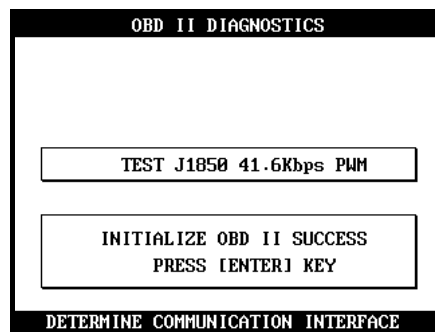 OBD II DIAGNOSTICS
TEST J1850 41.6Kbps PWM
INITIALIZE OBD II SUCCESS
PRESS [ENTER] KEY
DETERMINE COMMUNICATION INTERFACE